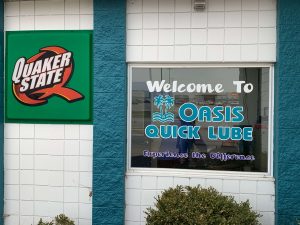 QUAKER
STATE
Welcome To
OASIS
QUICK LUBE
Experience the Difference